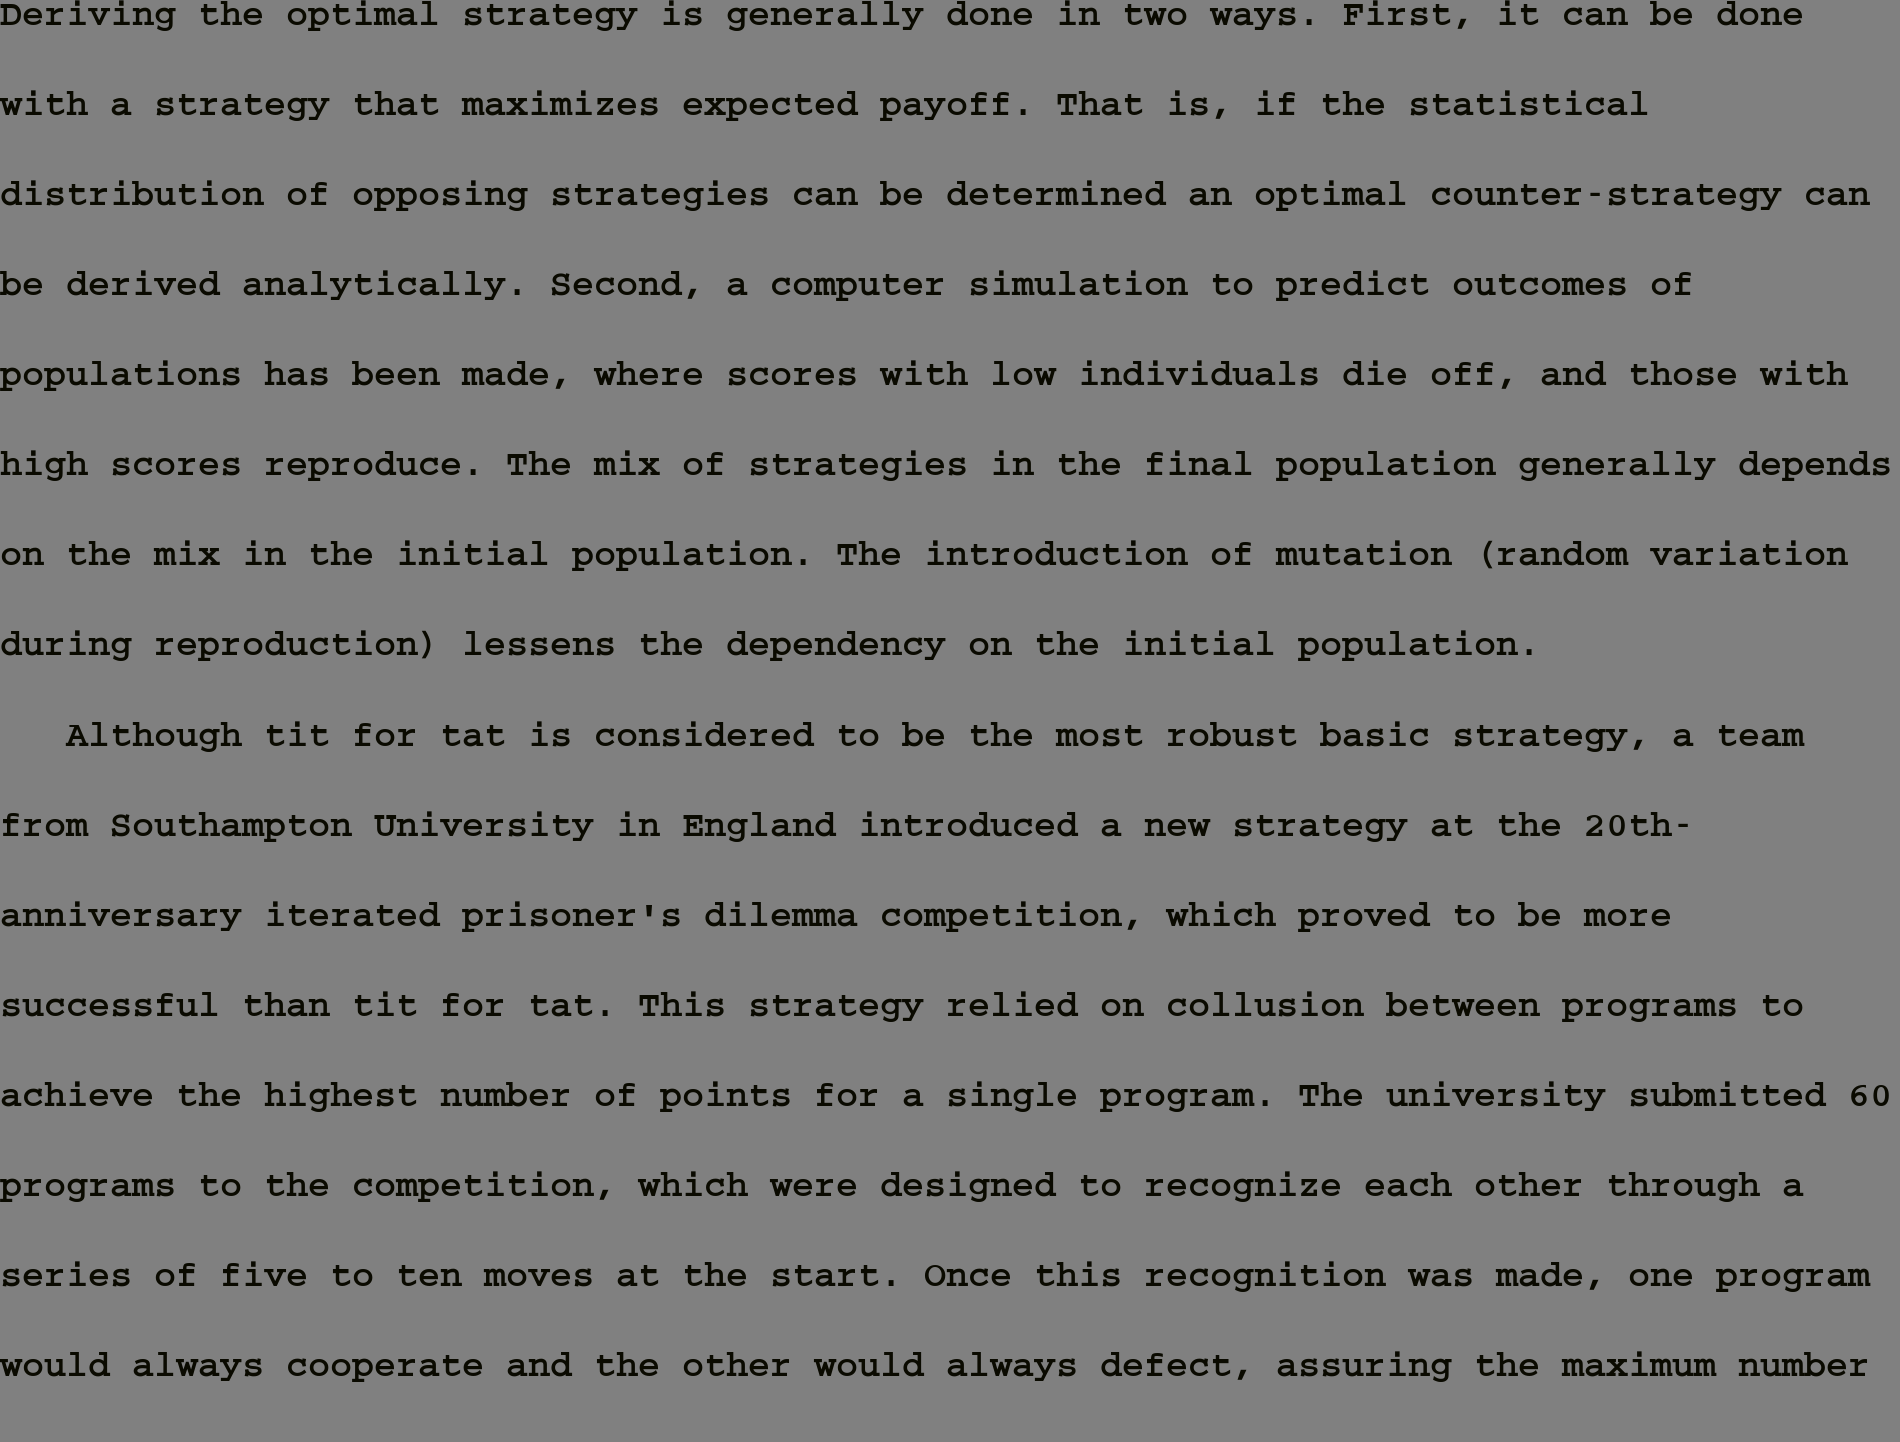 Deriving the optimal strategy is generally done in two ways. First, it can be done
with a strategy that maximizes expected payoff. That is, if the statistical
distribution of opposing strategies can be determined an optimal counter-strategy can
be derived analytically. Second, a computer simulation to predict outcomes of
populations has been made, where scores with low individuals die off, and those with
high scores reproduce. The mix of strategies in the final population generally depends
on the mix in the initial population. The introduction of mutation (random variation
during reproduction) lessens the dependency on the initial population.
Although tit for tat is considered to be the most robust basic strategy, a team
from Southampton University in England introduced a new strategy at the 20th-
anniversary iterated prisoner's dilemma competition, which proved to be more
successful than tit for tat. This strategy relied on collusion between programs to
achieve the highest number of points for a single program. The university submitted 60
programs to the competition, which were designed to recognize each other through a
series of five to ten moves at the start. Once this recognition was made, one program
would always cooperate and the other would always defect, assuring the maximum number